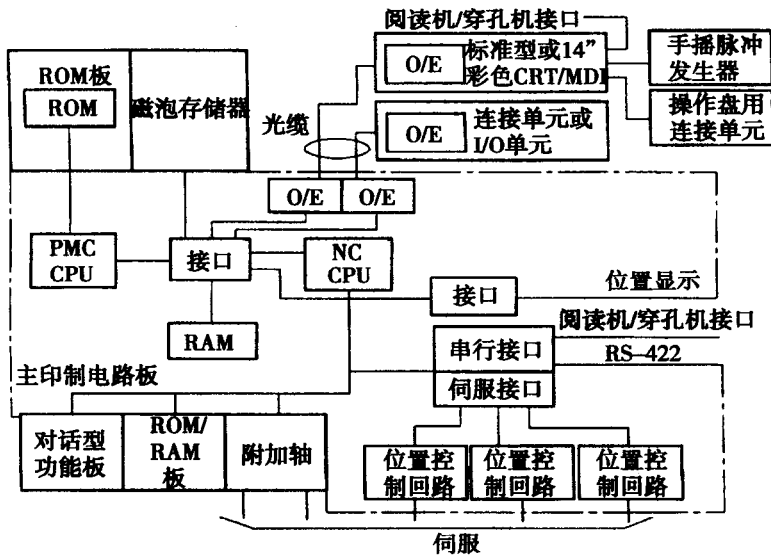 阅读机/穿孔机接口
ROM板
ROM
磁泡存储器
光缆
O/E
标准型或14”
彩色CRT/MDI
手摇脉冲
发生器
O/E
连接单元或
I/O单元
操作盘用
连接单元
O/E
O/E
PMC
CPU
接口
NC
CPU
接口
位置显示
RAM
阅读机/穿孔机接口
串行接口
RS-422
主印制电路板
伺服接口
对话型
功能板
ROM/
RAM
板
附加轴
位置控
制回路
位置控
制回路
位置控
制回路
伺服